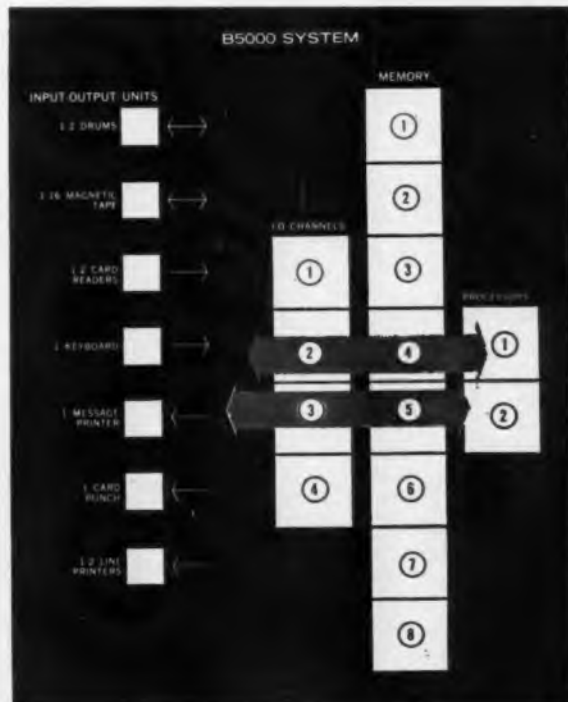 B5000 SYSTEM
MEMORY
INPUT-OUTPUT UNITS
1-2 DRUMS
1-16 MAGNETIC
TAPE
I/O CHANNELS
1-2 CARD
READERS
PROCESSORS
1 KEYBOARD
1 MESSAGE
PRINTER
1 CARD
PUNCH
1-2 LINE
PRINTERS
1
2
3
4
1
2
3
4
5
6
7
8
1
2